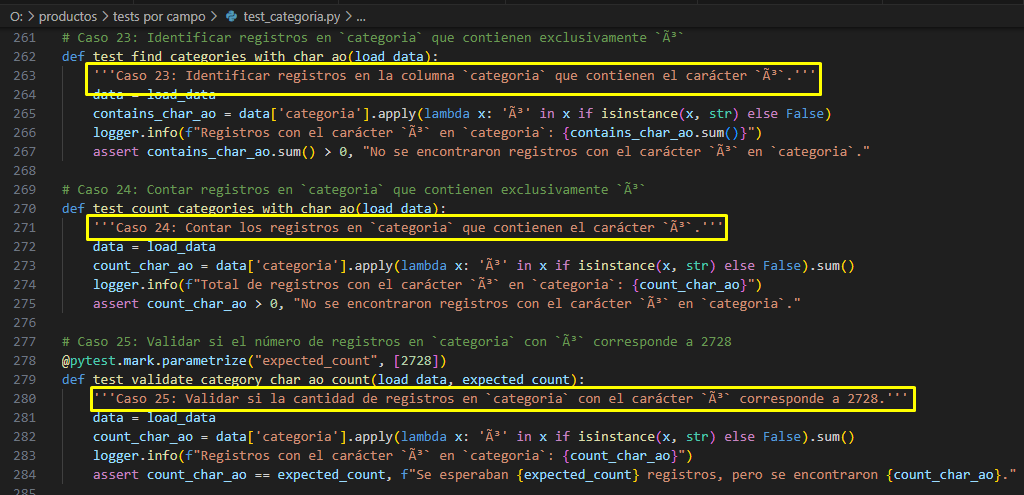 O: > productos > tests por campo > test_categoria.py > ...
261 # Caso 23: Identificar registros en `categoria` que contienen exclusivamente `Ã³`
262 def test_find_categories_with_char_ao(load_data):
263 '''Caso 23: Identificar registros en la columna `categoria` que contienen el carácter `Ã³`.'''
264 data = load_data
265 contains_char_ao = data['categoria'].apply(lambda x: 'Ã³' in x if isinstance(x, str) else False)
266 logger.info(f"Registros con el carácter `Ã³` en `categoria`: {contains_char_ao.sum()}")
267 assert contains_char_ao.sum() > 0, "No se encontraron registros con el carácter `Ã³` en `categoria`."
268
269 # Caso 24: Contar registros en `categoria` que contienen exclusivamente `Ã³`
270 def test_count_categories_with_char_ao(load_data):
271 '''Caso 24: Contar los registros en `categoria` que contienen el carácter `Ã³`.'''
272 data = load_data
273 count_char_ao = data['categoria'].apply(lambda x: 'Ã³' in x if isinstance(x, str) else False).sum()
274 logger.info(f"Total de registros con el carácter `Ã³` en `categoria`: {count_char_ao}")
275 assert count_char_ao > 0, "No se encontraron registros con el carácter `Ã³` en `categoria`."
276
277 # Caso 25: Validar si el número de registros en `categoria` con `Ã³` corresponde a 2728
278 @pytest.mark.parametrize("expected_count", [2728])
279 def test_validate_category_char_ao_count(load_data, expected_count):
280 '''Caso 25: Validar si la cantidad de registros en `categoria` con el carácter `Ã³` corresponde a 2728.'''
281 data = load_data
282 count_char_ao = data['categoria'].apply(lambda x: 'Ã³' in x if isinstance(x, str) else False).sum()
283 logger.info(f"Registros con el carácter `Ã³` en `categoria`: {count_char_ao}")
284 assert count_char_ao == expected_count, f"Se esperaban {expected_count} registros, pero se encontraron {count_char_ao}."
285